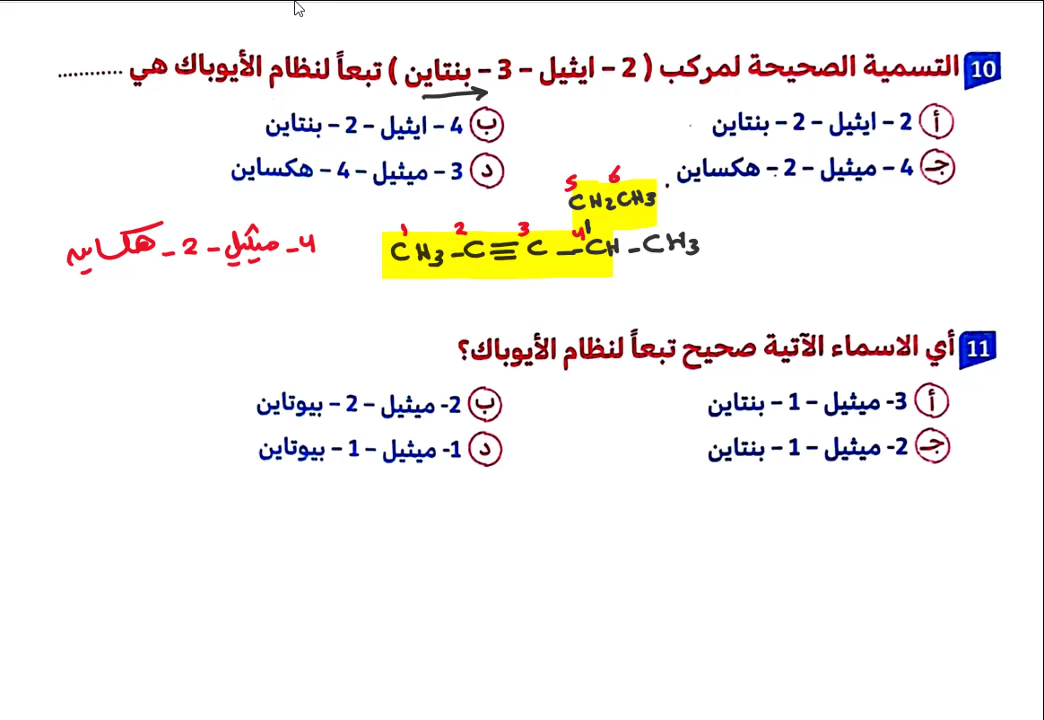 10 التسمية الصحيحة لمركب ( 2 – ايثيل – 3 – بنتاين ) تبعاً لنظام الأيوباك هي ............
أ 2 – ايثيل – 2 – بنتاين
ب 4 – ايثيل – 2 – بنتاين
جـ 4 – ميثيل – 2 – هكساين .
د 3 – ميثيل – 4 – هكساين
5 6
CH2CH3
1 2 3 4
CH3 – C ≡ C – CH – CH3
4 – ميثيل – 2 – هكساين
11 أي الاسماء الآتية صحيح تبعاً لنظام الأيوباك؟
أ 3- ميثيل – 1 – بنتاين
ب 2- ميثيل – 2 – بيوتاين
جـ 2- ميثيل – 1 – بنتاين
د 1- ميثيل – 1 – بيوتاين